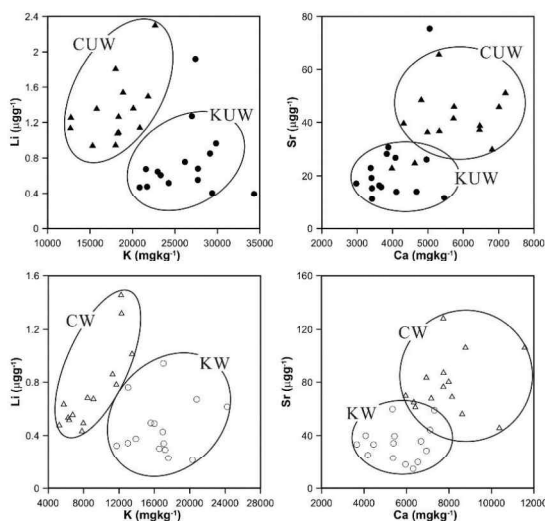 2.4
2
1.6
1.2
0.8
0.4
0
Li (μgg⁻¹)
CUW
KUW
10000 15000 20000 25000 30000 35000
K (mgkg⁻¹)
80
60
40
20
0
Sr (μgg⁻¹)
CUW
KUW
2000 3000 4000 5000 6000 7000 8000
Ca (mgkg⁻¹)
1.6
1.2
0.8
0.4
0
Li (μgg⁻¹)
CW
KW
4000 8000 12000 16000 20000 24000 28000
K (mgkg⁻¹)
160
120
80
40
0
Sr (μgg⁻¹)
CW
KW
2000 4000 6000 8000 10000 12000
Ca (mgkg⁻¹)